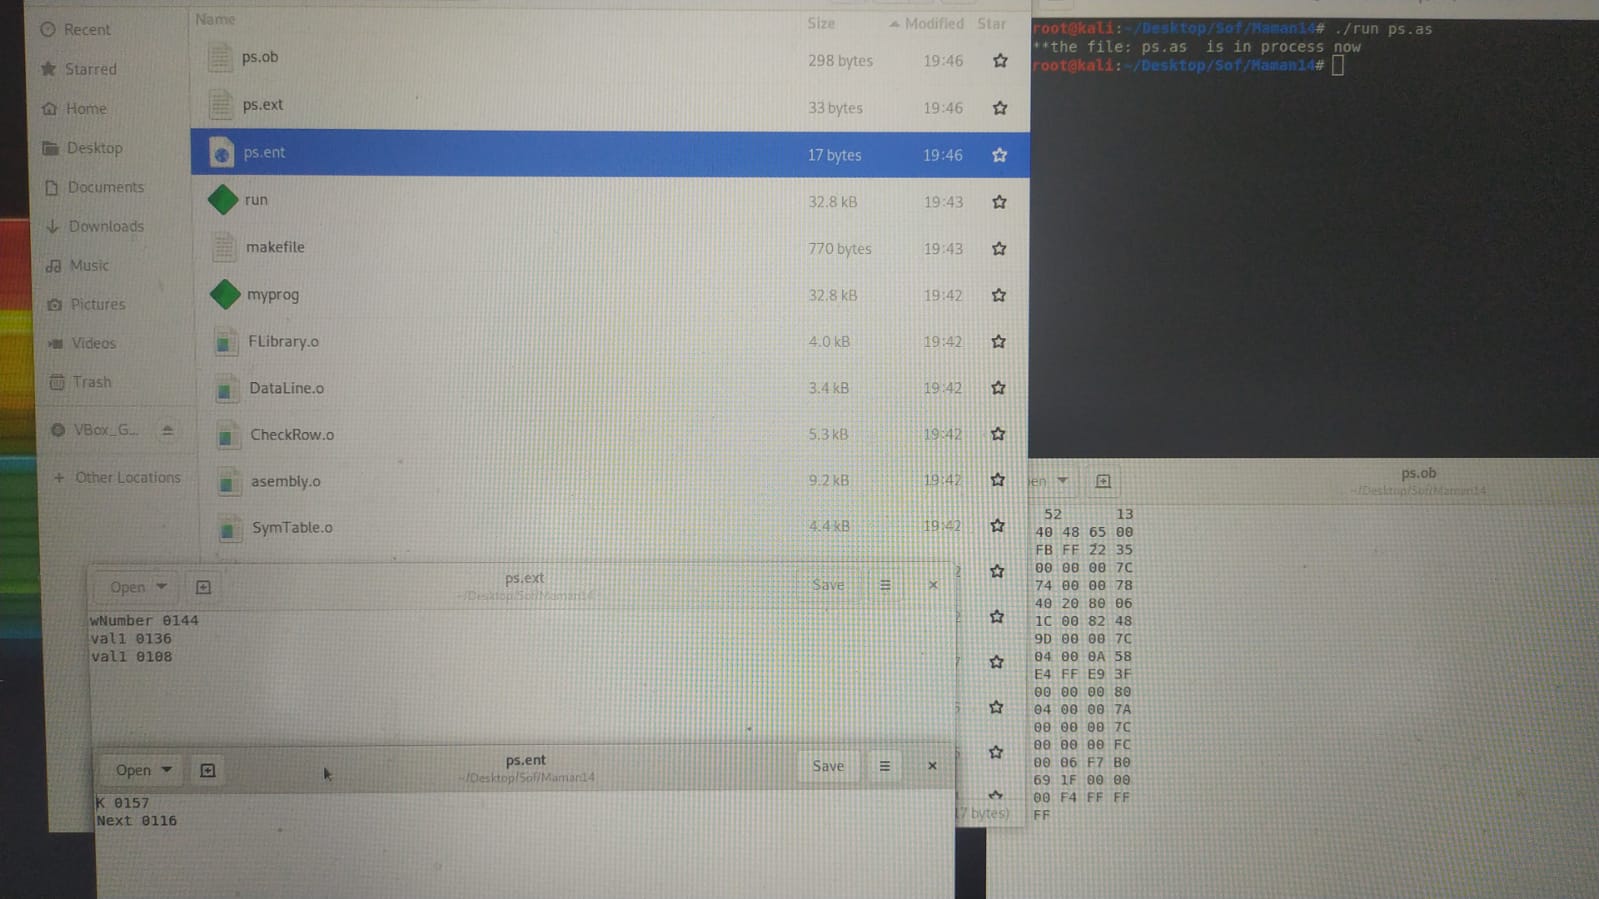 Recent
Starred
Home
Desktop
Documents
Downloads
Music
Pictures
Videos
Trash
VBox_G...
+ Other Locations
Name Size Modified Star
ps.ob 298 bytes 19:46
ps.ext 33 bytes 19:46
ps.ent 17 bytes 19:46
run 32.8 kB 19:43
makefile 770 bytes 19:43
myprog 32.8 kB 19:42
FLibrary.o 4.0 kB 19:42
DataLine.o 3.4 kB 19:42
CheckRow.o 5.3 kB 19:42
asembly.o 9.2 kB 19:42
SymTable.o 4.4 kB 19:42
7 bytes)
root@kali:~/Desktop/Sof/Maman14# ./run ps.as
**the file: ps.as  is in process now
root@kali:~/Desktop/Sof/Maman14#
Open ps.ext Save
~/Desktop/Sof/Maman14
wNumber 0144
val1 0136
val1 0108
Open ps.ent Save
~/Desktop/Sof/Maman14
K 0157
Next 0116
ps.ob
~/Desktop/Sof/Maman14
52 13
40 48 65 00
FB FF 22 35
00 00 00 7C
74 00 00 78
40 20 80 06
1C 00 82 48
9D 00 00 7C
04 00 0A 58
E4 FF E9 3F
00 00 00 80
04 00 00 7A
00 00 00 7C
00 00 00 FC
00 06 F7 B0
69 1F 00 00
00 F4 FF FF
FF